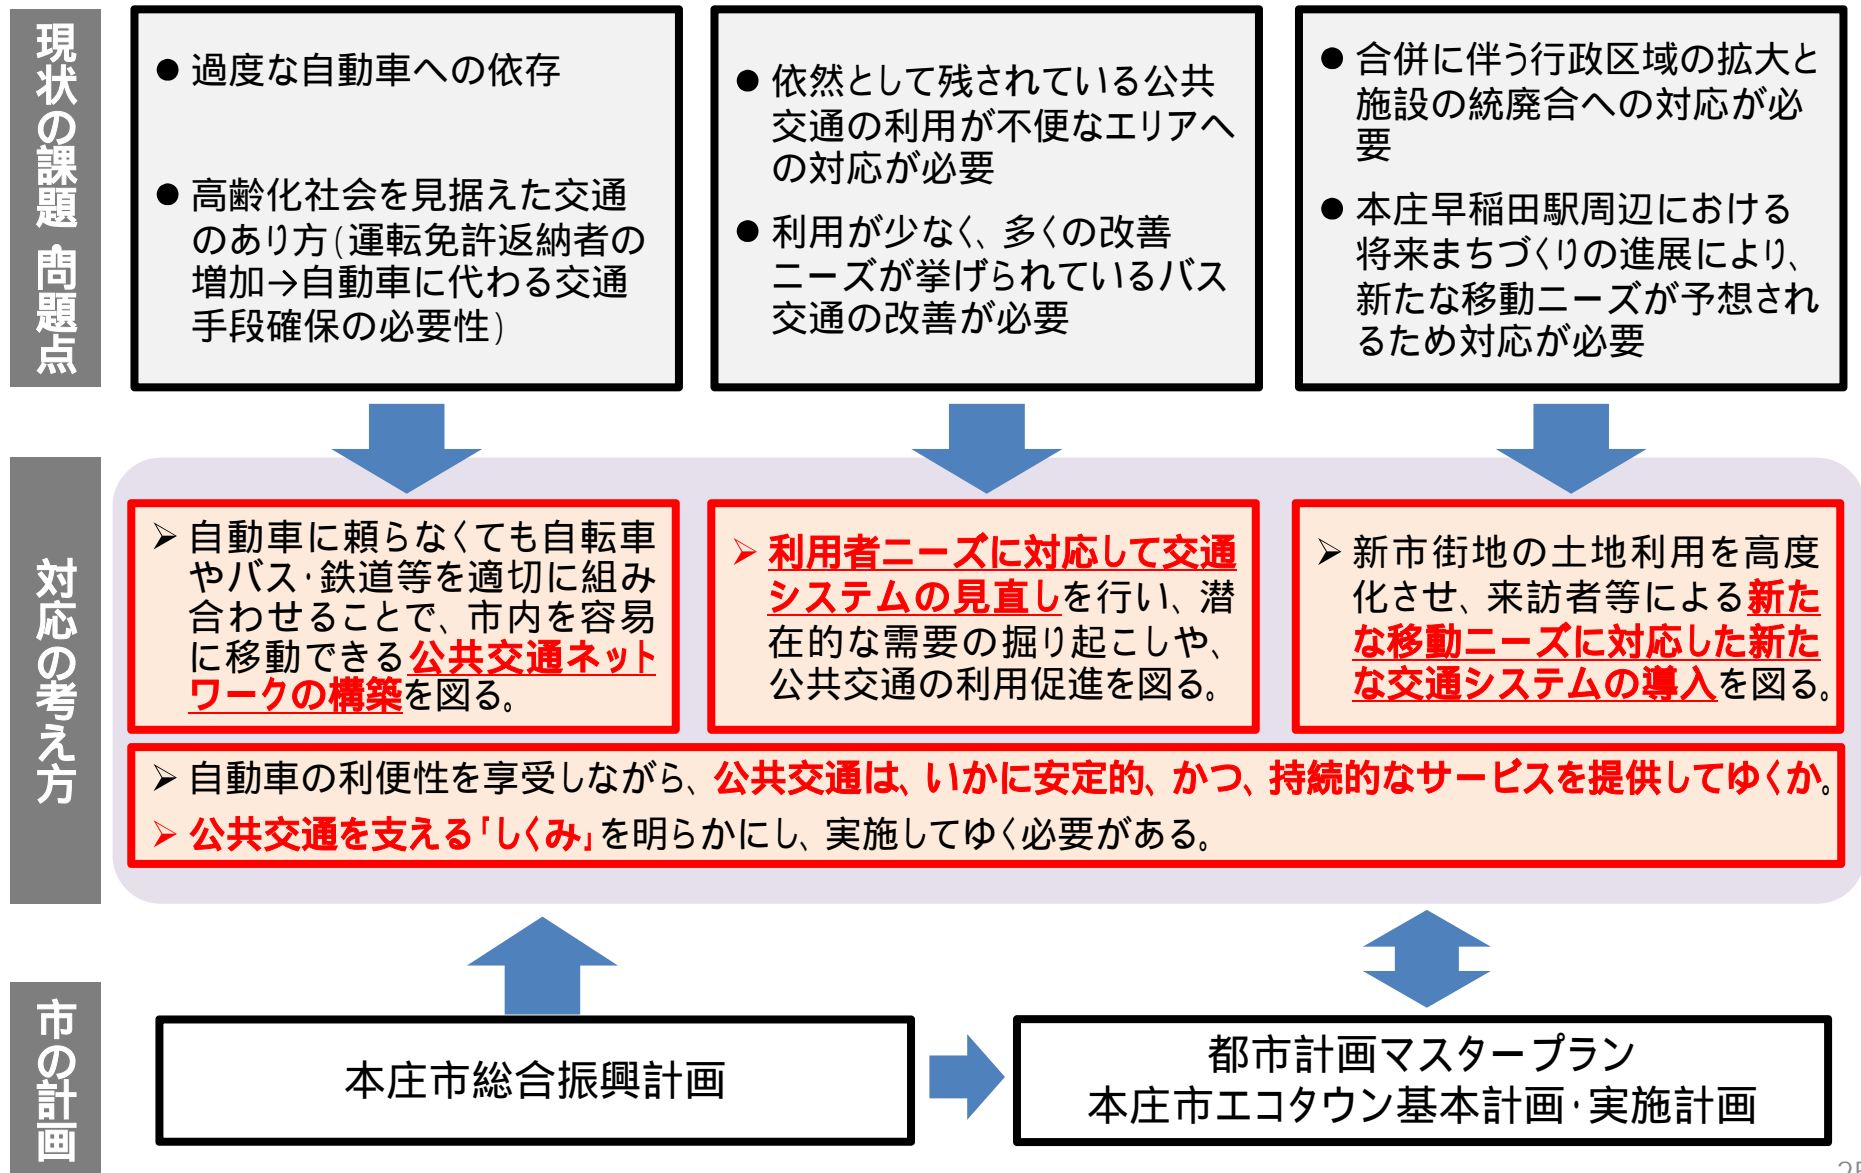 現状の課題・問題点
● 過度な自動車への依存
● 高齢化社会を見据えた交通
のあり方(運転免許返納者の
増加→自動車に代わる交通
手段確保の必要性)
● 依然として残されている公共
交通の利用が不便なエリアへ
の対応が必要
● 利用が少なく、多くの改善
ニーズが挙げられているバス
交通の改善が必要
● 合併に伴う行政区域の拡大と
施設の統廃合への対応が必
要
● 本庄早稲田駅周辺における
将来まちづくりの進展により、
新たな移動ニーズが予想され
るため対応が必要
対応の考え方
➢ 自動車に頼らなくても自転車
やバス・鉄道等を適切に組み
合わせることで、市内を容易
に移動できる公共交通ネット
ワークの構築を図る。
➢ 利用者ニーズに対応して交通
システムの見直しを行い、潜
在的な需要の掘り起こしや、
公共交通の利用促進を図る。
➢ 新市街地の土地利用を高度
化させ、来訪者等による新た
な移動ニーズに対応した新た
な交通システムの導入を図る。
➢ 自動車の利便性を享受しながら、公共交通は、いかに安定的、かつ、持続的なサービスを提供してゆくか。
➢ 公共交通を支える「しくみ」を明らかにし、実施してゆく必要がある。
市の計画
本庄市総合振興計画
都市計画マスタープラン
本庄市エコタウン基本計画・実施計画